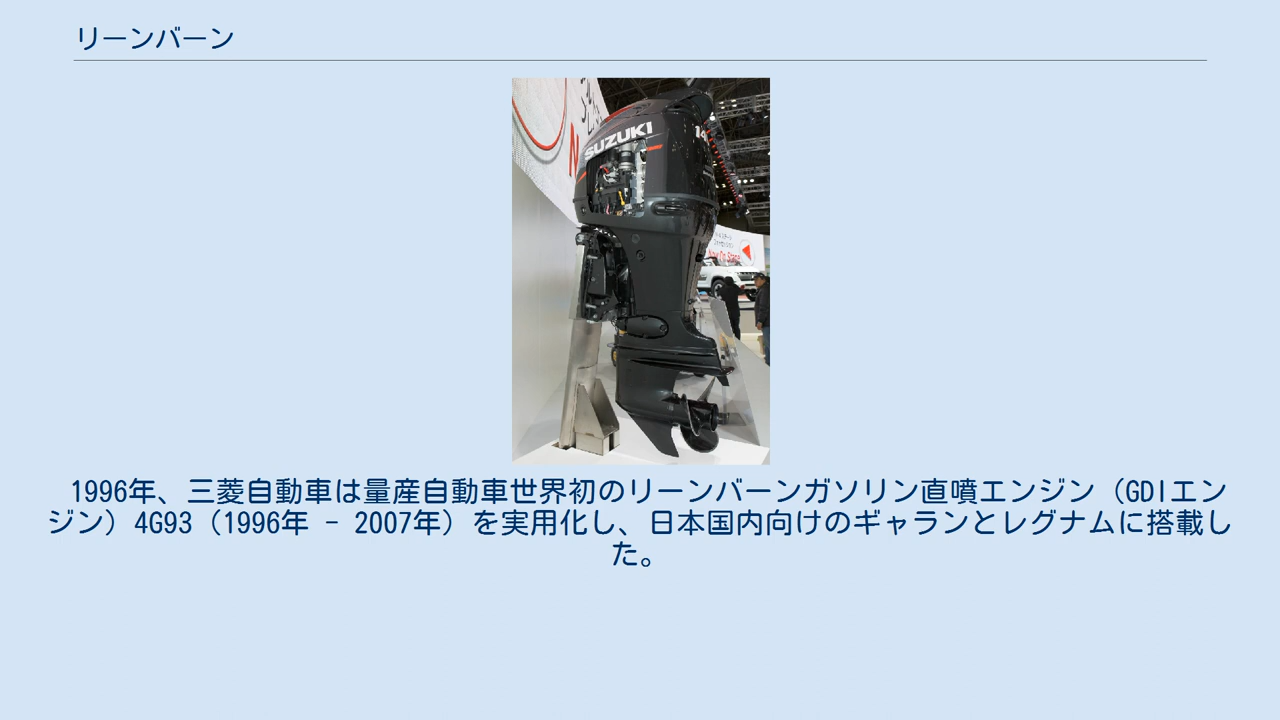 リーンバーン
SUZUKI
14
Now On Stage
1996年、三菱自動車は量産自動車世界初のリーンバーンガソリン直噴エンジン（GDIエン
ジン）4G93（1996年 - 2007年）を実用化し、日本国内向けのギャランとレグナムに搭載し
た。